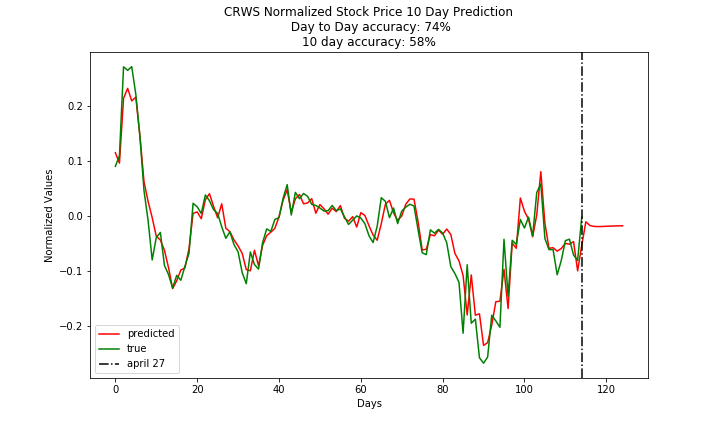 CRWS Normalized Stock Price 10 Day Prediction
Day to Day accuracy: 74%
10 day accuracy: 58%
Normalized Values
0.2
0.1
0.0
−0.1
−0.2
predicted
true
april 27
0 20 40 60 80 100 120
Days